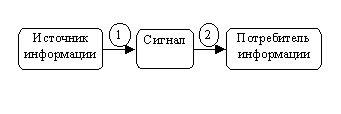 Источник
информации
1
Сигнал
2
Потребитель
информации